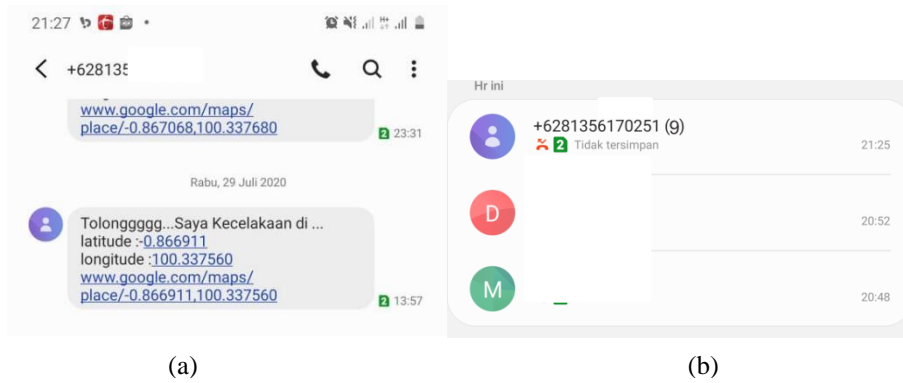 21:27
+628135
www.google.com/maps/
place/-0.867068,100.337680
2 23:31
Rabu, 29 Juli 2020
Tolonggggg...Saya Kecelakaan di ...
latitude :-0.866911
longitude :100.337560
www.google.com/maps/
place/-0.866911,100.337560
2 13:57
(a)
Hr ini
+6281356170251 (9)
2 Tidak tersimpan
21:25
D
20:52
M
20:48
(b)